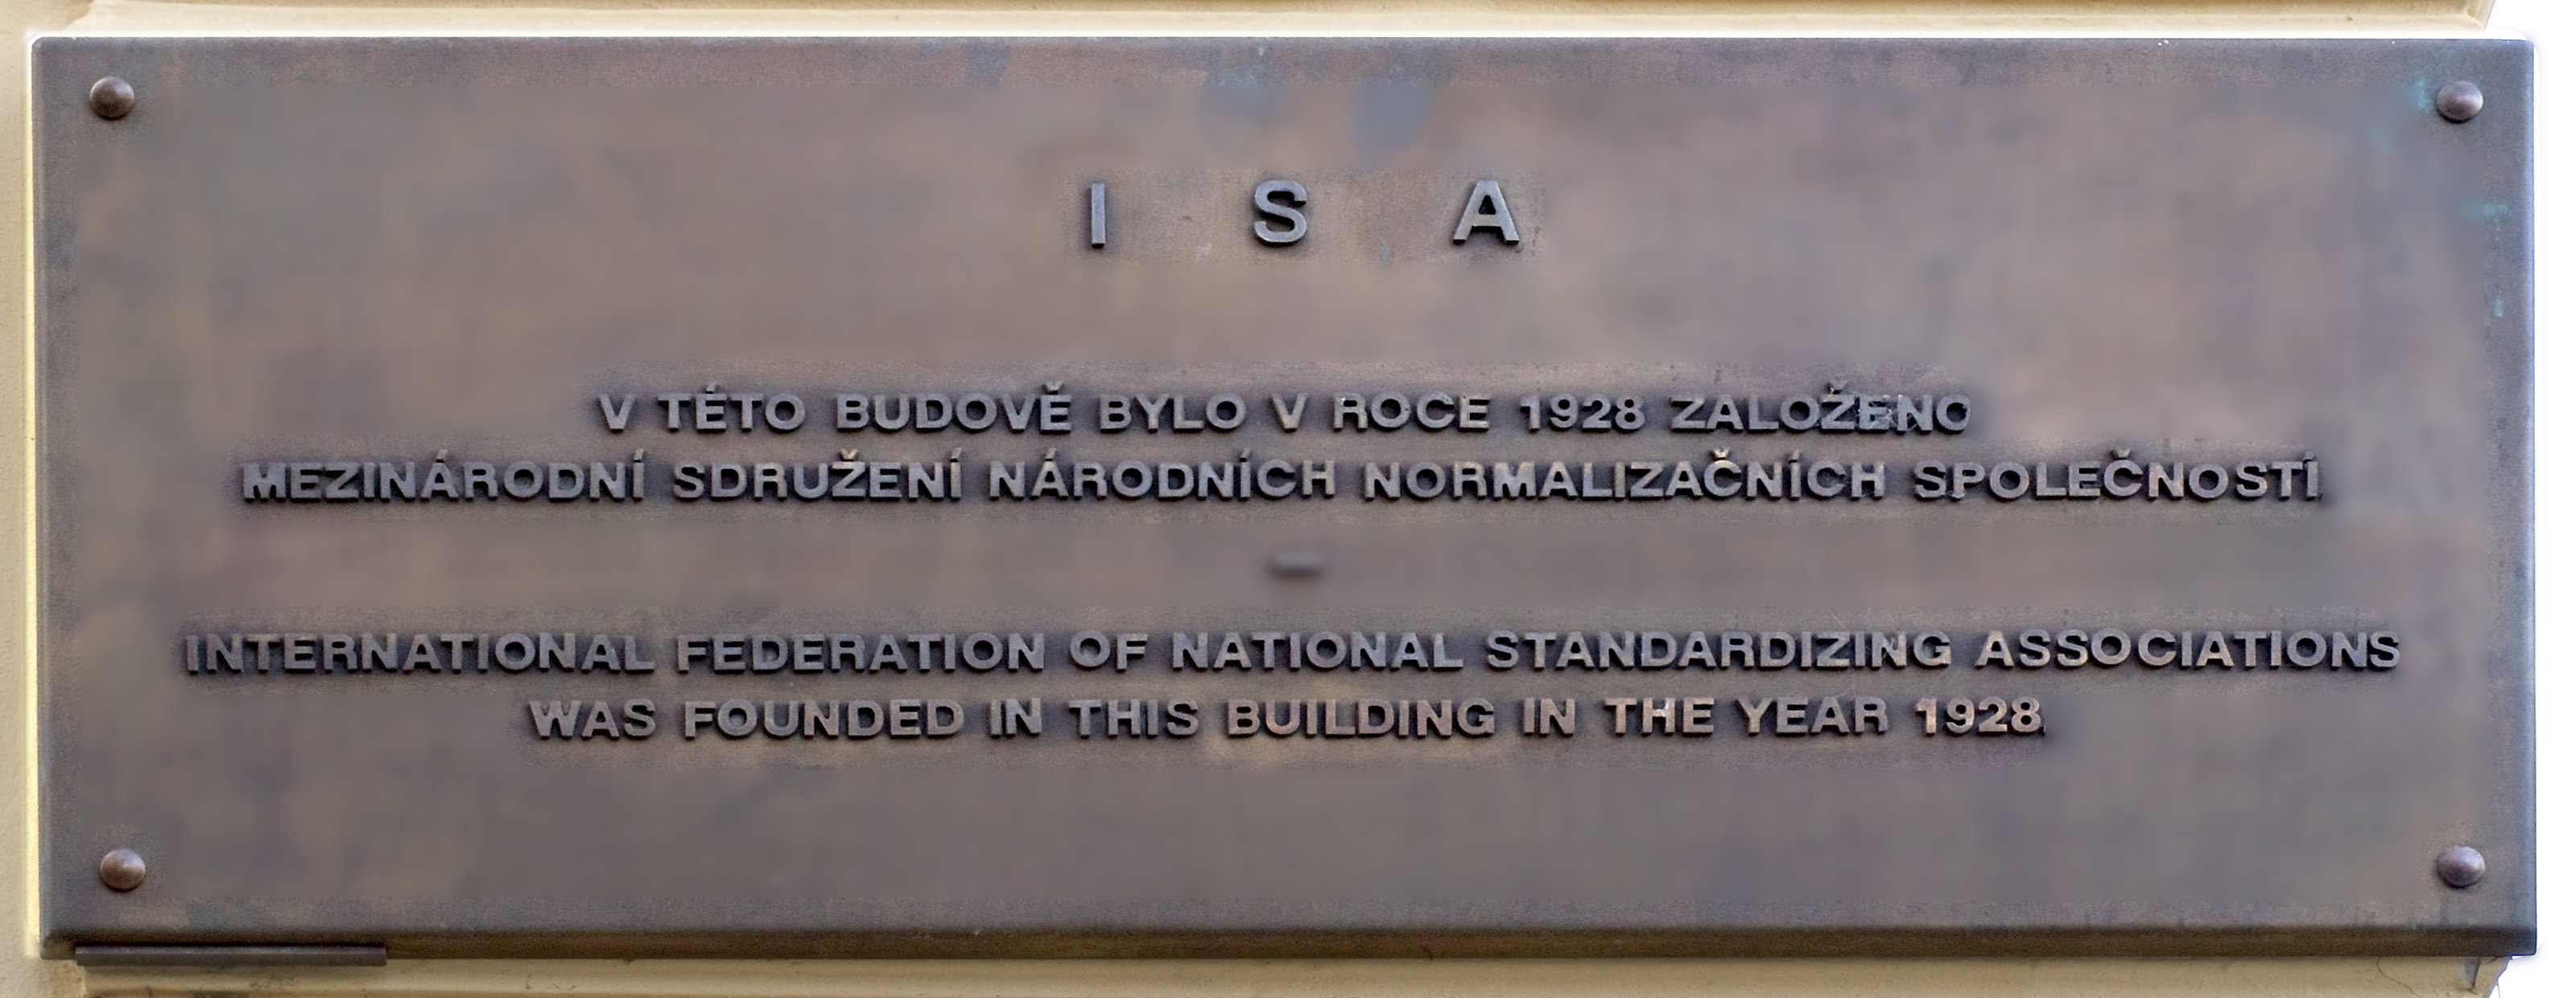 I S A
V TÉTO BUDOVĚ BYLO V ROCE 1928 ZALOŽENO
MEZINÁRODNÍ SDRUŽENÍ NÁRODNÍCH NORMALIZAČNÍCH SPOLEČNOSTÍ
–
INTERNATIONAL FEDERATION OF NATIONAL STANDARDIZING ASSOCIATIONS
WAS FOUNDED IN THIS BUILDING IN THE YEAR 1928